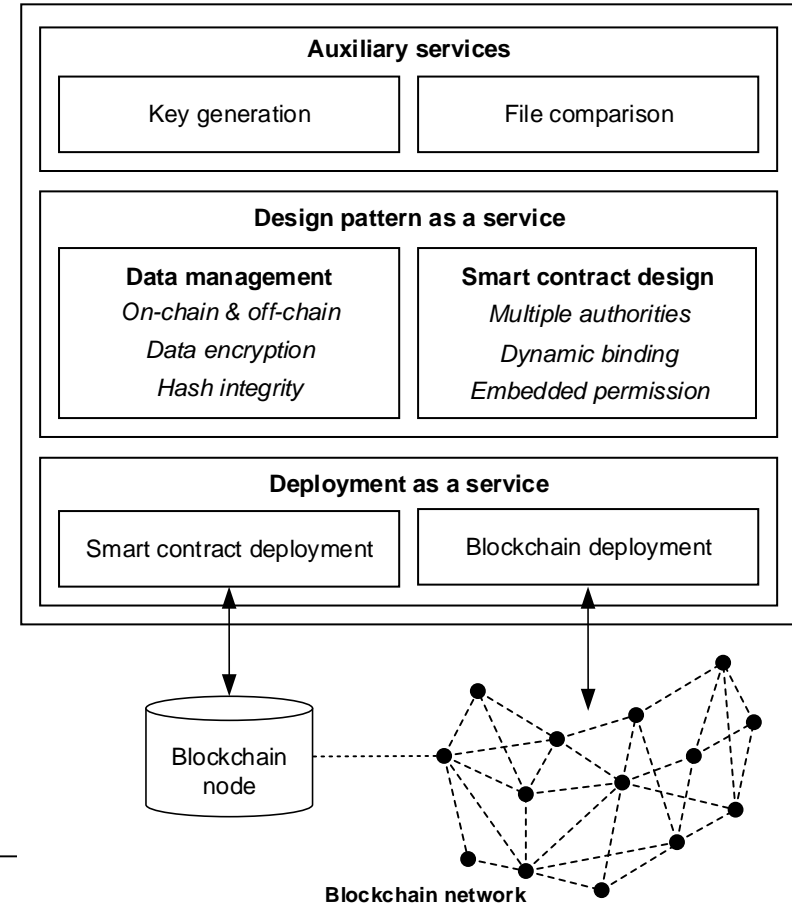 Auxiliary services
Key generation
File comparison
Design pattern as a service
Data management
On-chain & off-chain
Data encryption
Hash integrity
Smart contract design
Multiple authorities
Dynamic binding
Embedded permission
Deployment as a service
Smart contract deployment
Blockchain deployment
Blockchain
node
Blockchain network